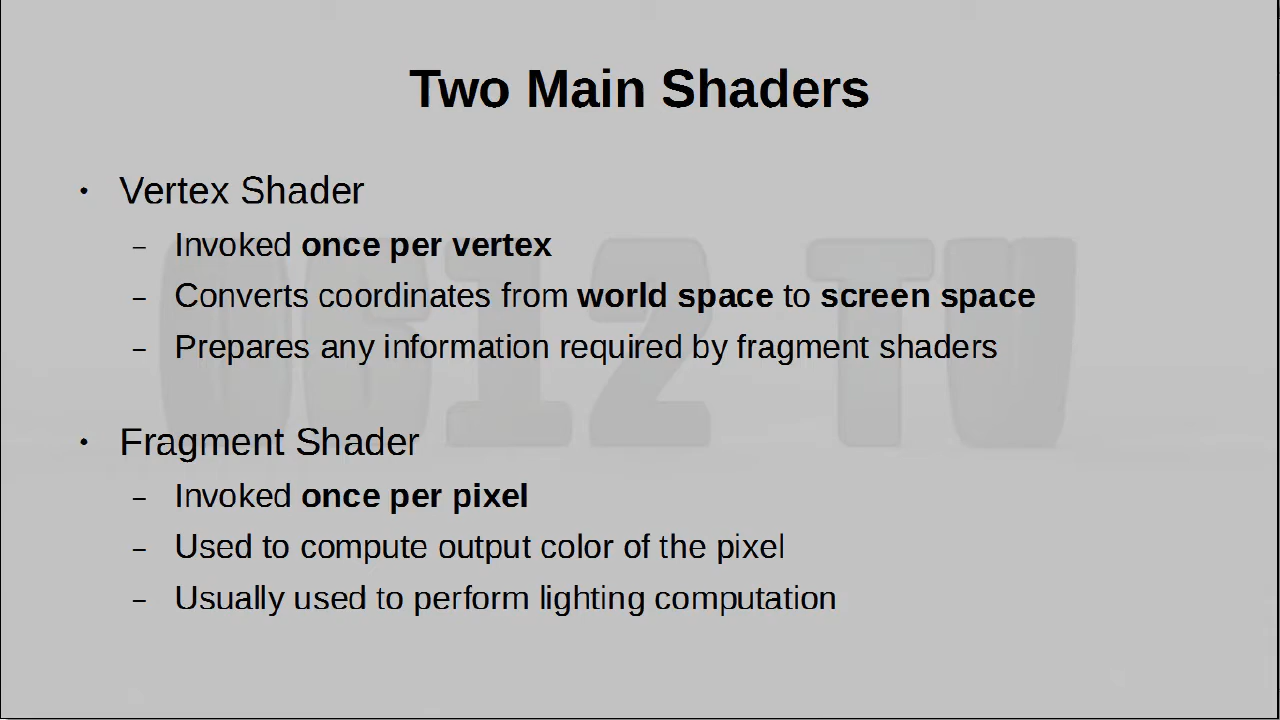 Two Main Shaders
• Vertex Shader
– Invoked once per vertex
– Converts coordinates from world space to screen space
– Prepares any information required by fragment shaders
• Fragment Shader
– Invoked once per pixel
– Used to compute output color of the pixel
– Usually used to perform lighting computation
0612 TV